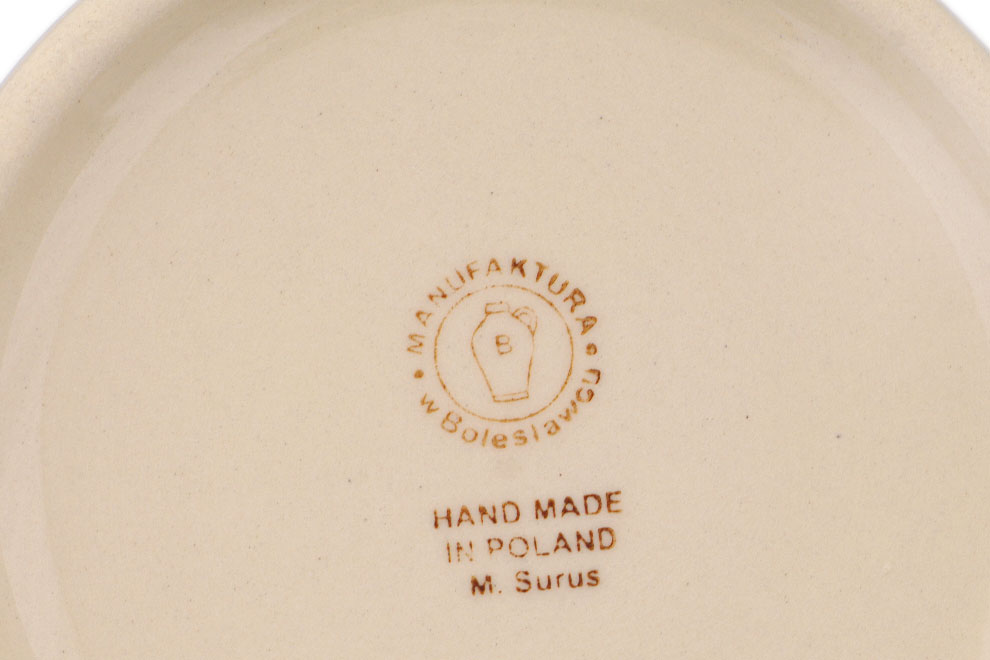 MANUFAKTURA
w Bolesławcu
B
HAND MADE
IN POLAND
M. Surus